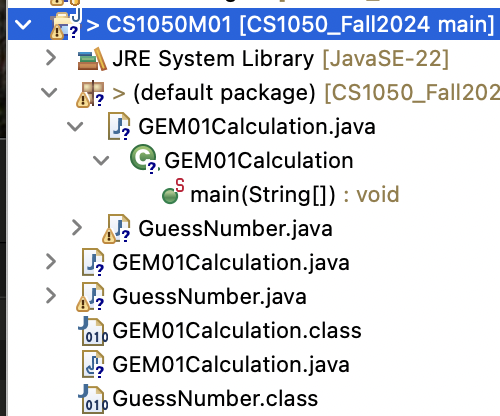 > CS1050M01 [CS1050_Fall2024 main]
JRE System Library [JavaSE-22]
> (default package) [CS1050_Fall202
GEM01Calculation.java
GEM01Calculation
main(String[]) : void
GuessNumber.java
GEM01Calculation.java
GuessNumber.java
GEM01Calculation.class
GEM01Calculation.java
GuessNumber.class